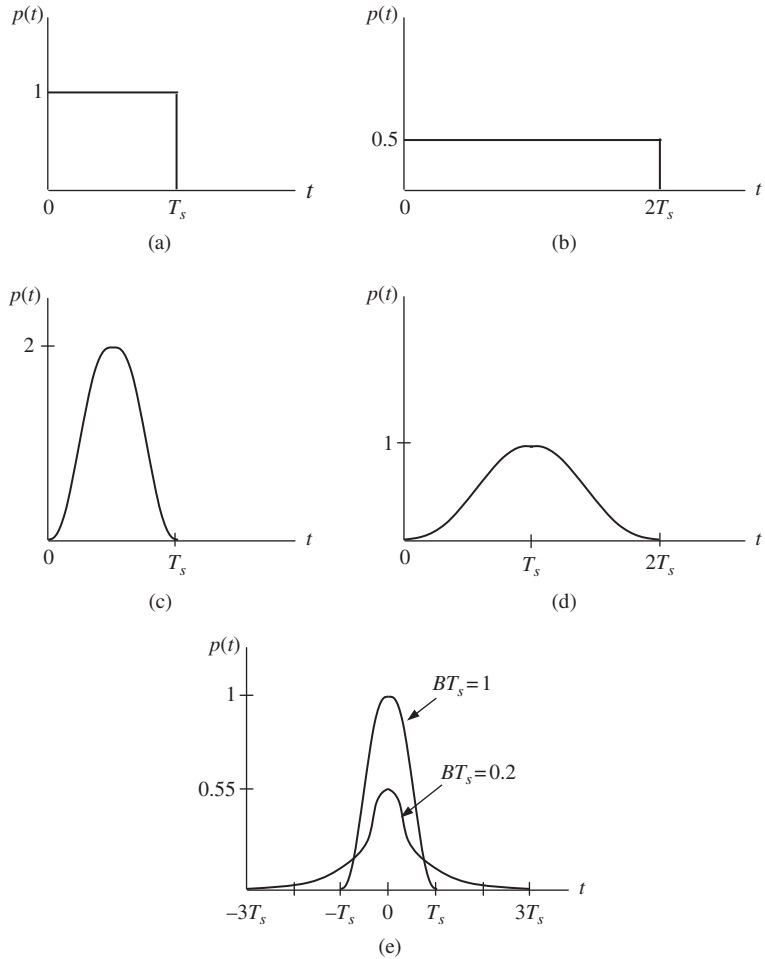 p(t)
1
0
T_s
t
(a)
p(t)
0.5
0
2T_s
t
(b)
p(t)
2
0
T_s
t
(c)
p(t)
1
0
T_s
2T_s
t
(d)
p(t)
1
BT_s = 1
0.55
BT_s = 0.2
–3T_s
–T_s
0
T_s
3T_s
t
(e)